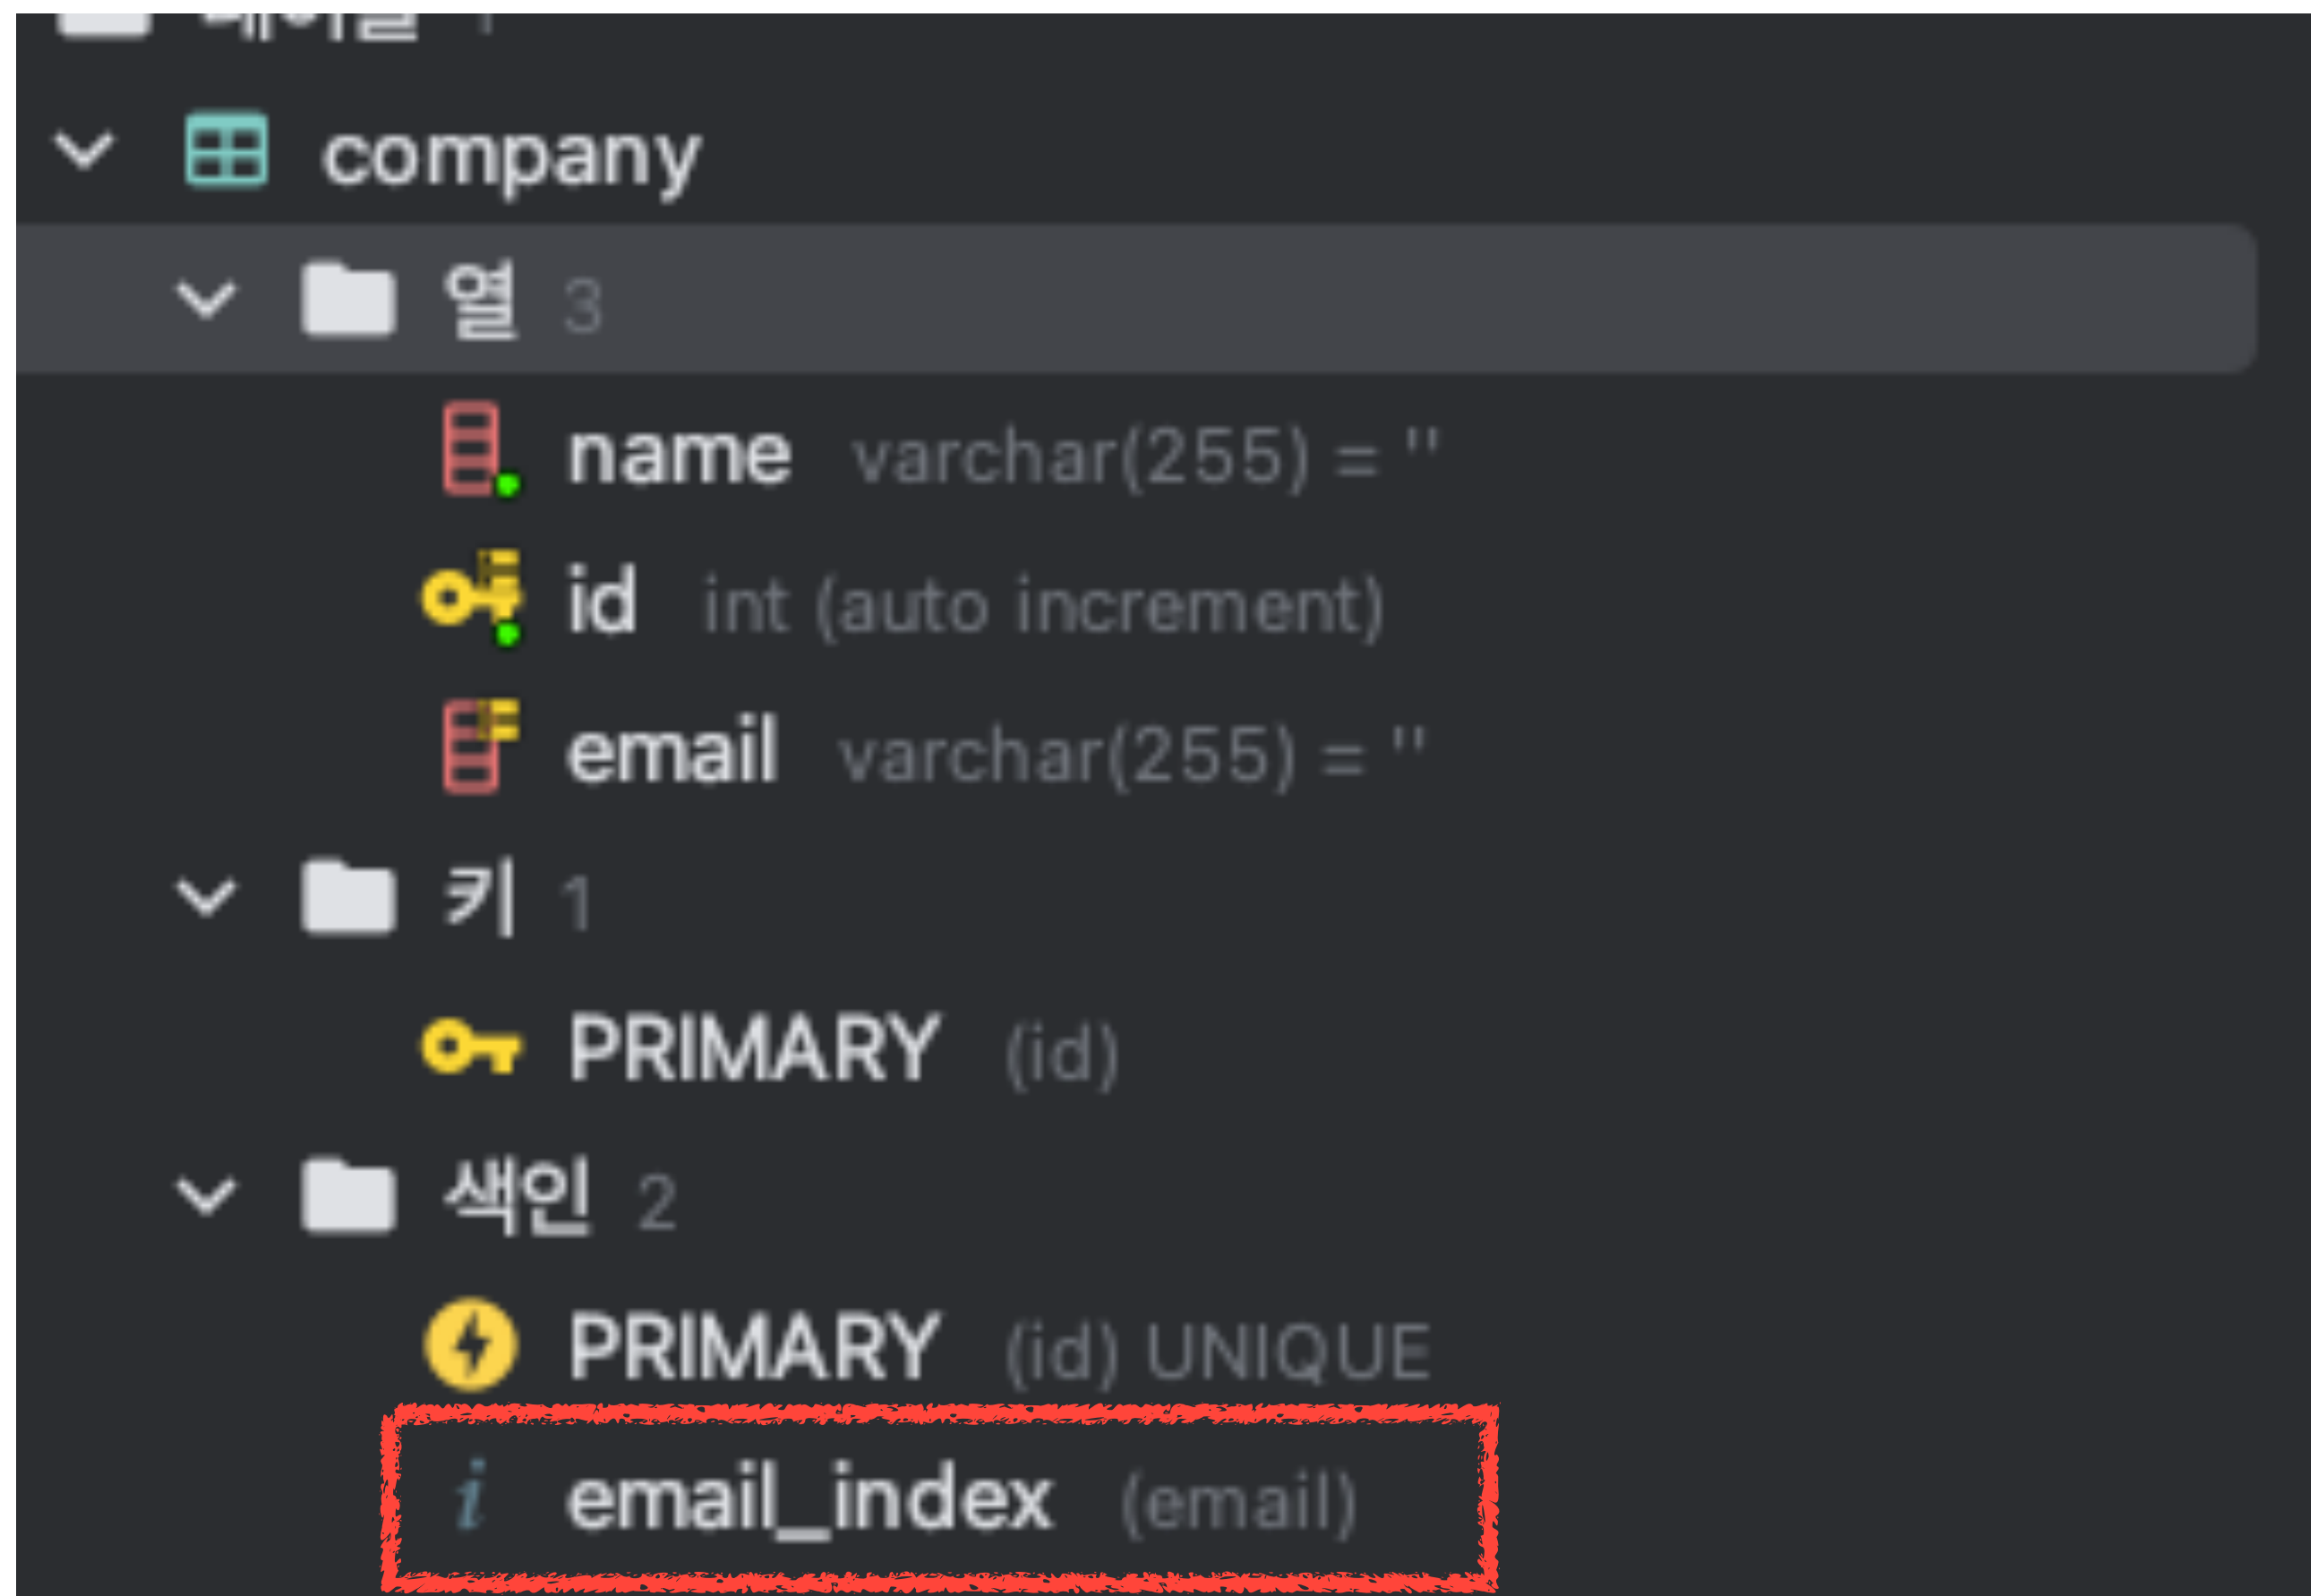 company
열 3
name varchar(255) = ''
id int (auto increment)
email varchar(255) = ''
키 1
PRIMARY (id)
색인 2
PRIMARY (id) UNIQUE
email_index (email)